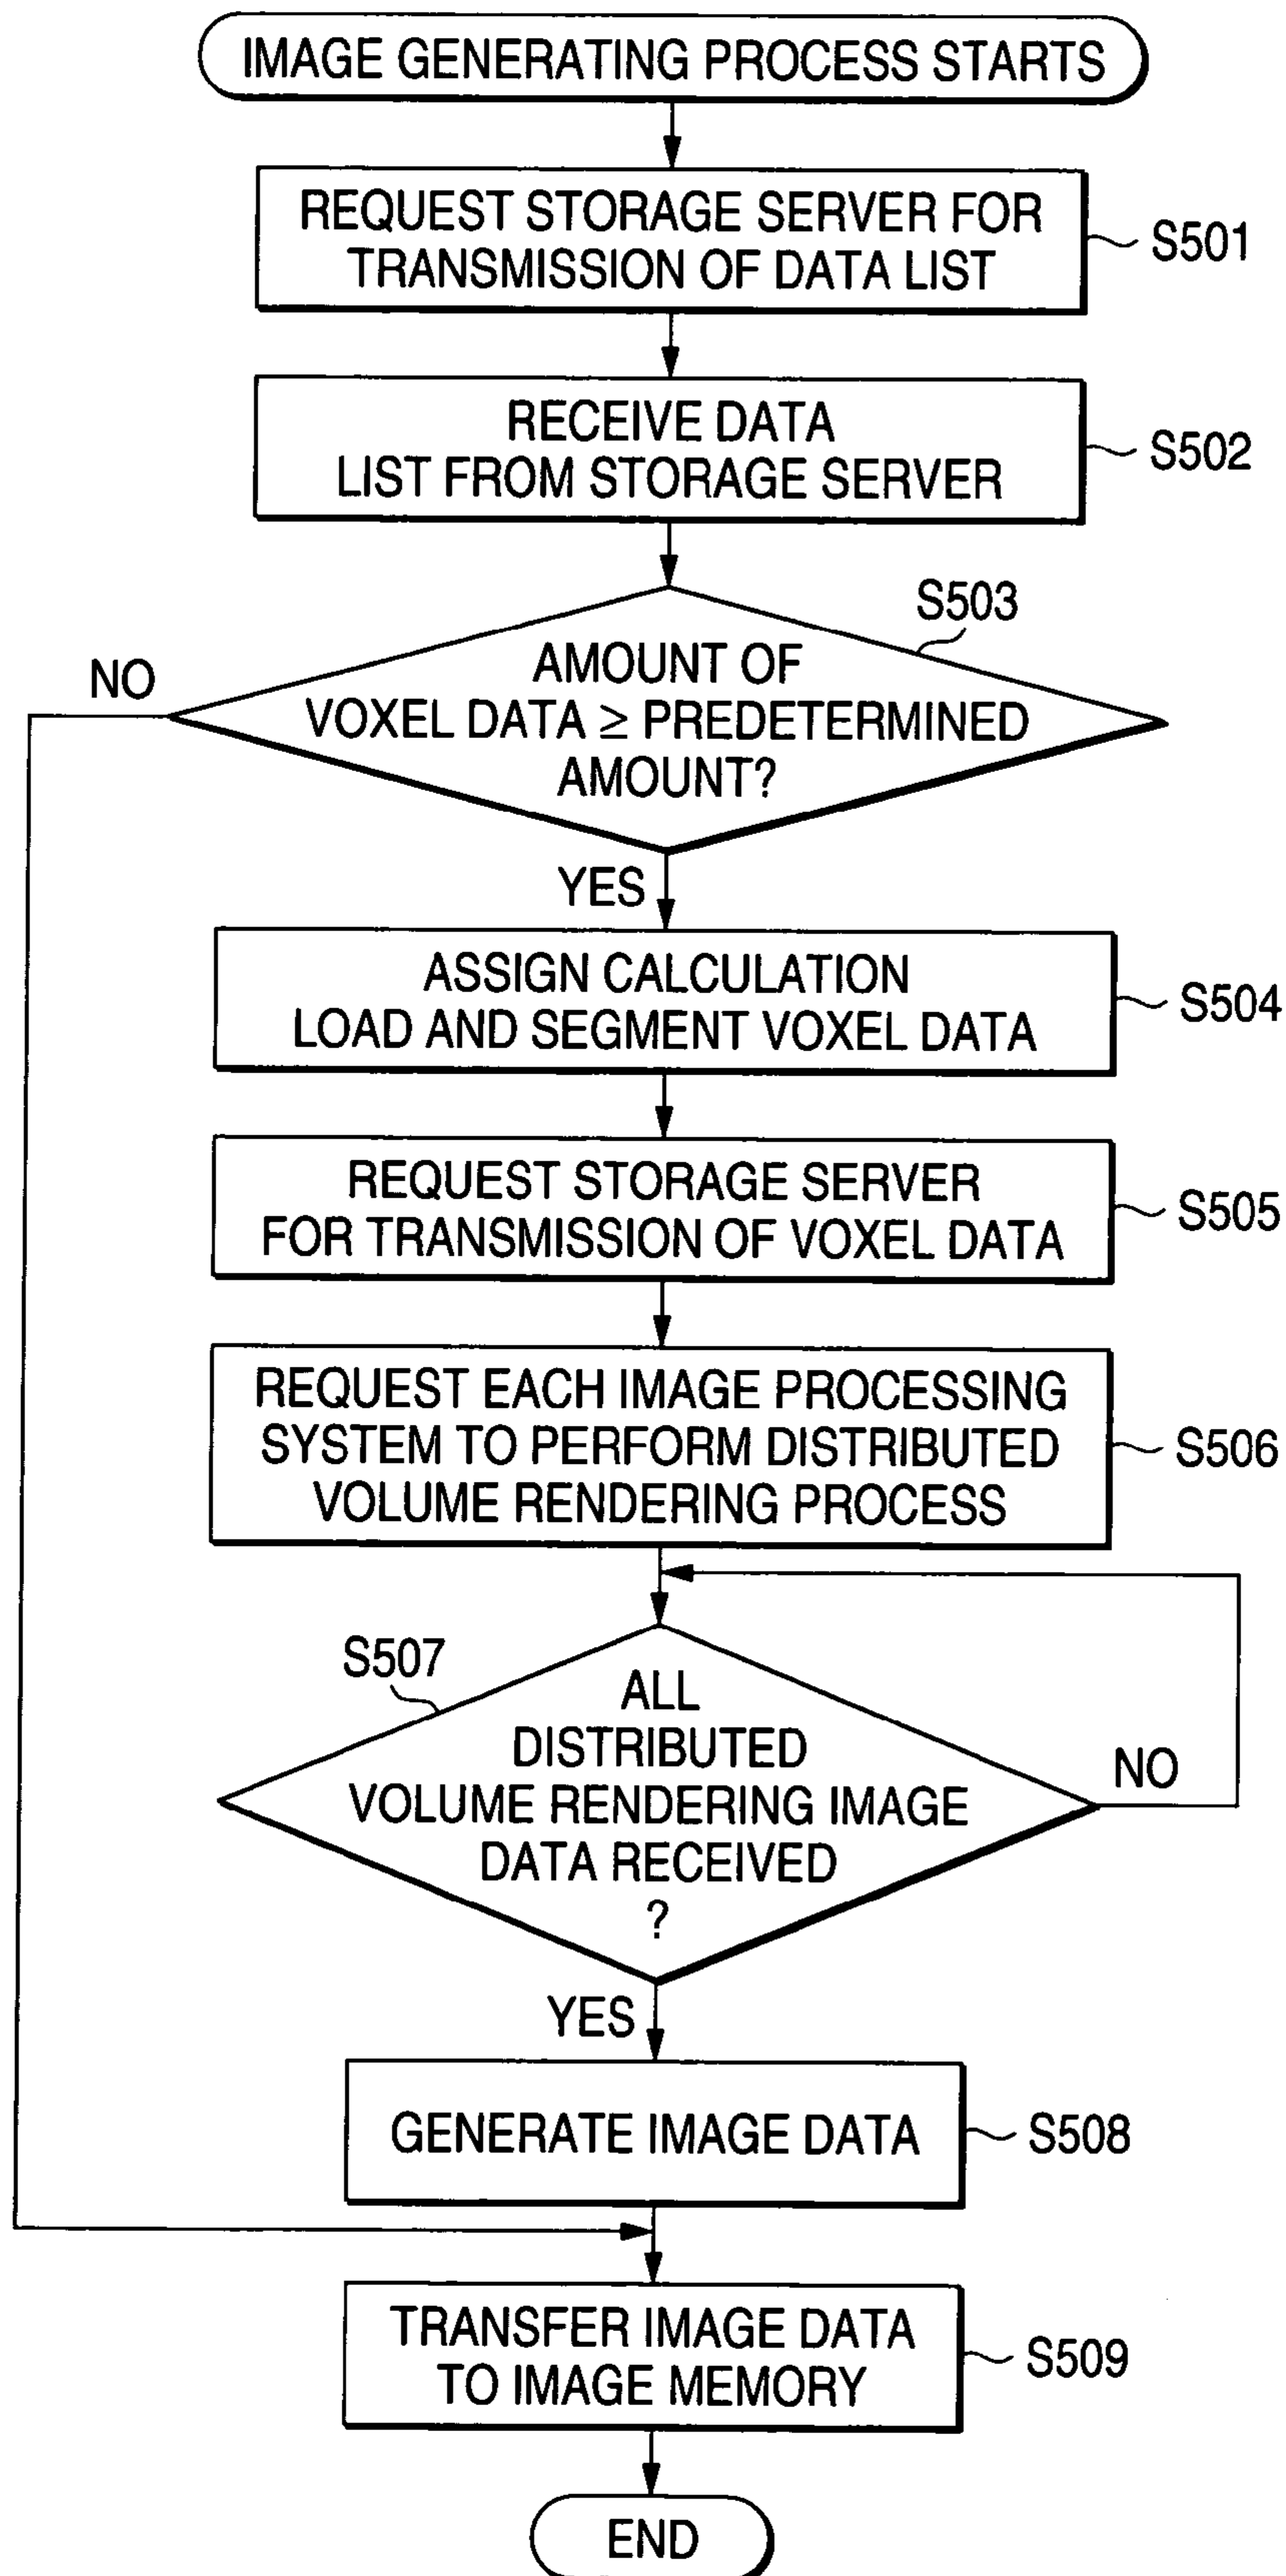 IMAGE GENERATING PROCESS STARTS
REQUEST STORAGE SERVER FOR
TRANSMISSION OF DATA LIST
S501
RECEIVE DATA
LIST FROM STORAGE SERVER
S502
S503
NO
AMOUNT OF
VOXEL DATA ≥ PREDETERMINED
AMOUNT?
YES
ASSIGN CALCULATION
LOAD AND SEGMENT VOXEL DATA
S504
REQUEST STORAGE SERVER
FOR TRANSMISSION OF VOXEL DATA
S505
REQUEST EACH IMAGE PROCESSING
SYSTEM TO PERFORM DISTRIBUTED
VOLUME RENDERING PROCESS
S506
S507
ALL
DISTRIBUTED
VOLUME RENDERING IMAGE
DATA RECEIVED
?
NO
YES
GENERATE IMAGE DATA
S508
TRANSFER IMAGE DATA
TO IMAGE MEMORY
S509
END